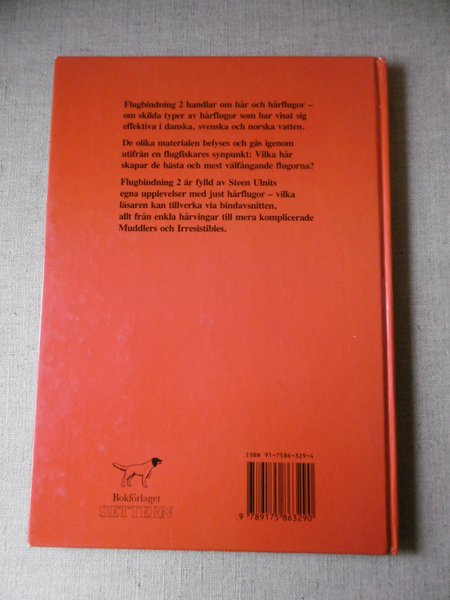 Flugbindning 2 handlar om hår och hårflugor –
om skilda typer av hårflugor som har visat sig
effektiva i danska, svenska och norska vatten.
De olika materialen belyses och gås igenom
utifrån en flugfiskares synpunkt: Vilka hår
skapar de bästa och mest välfångande flugorna?
Flugbindning 2 är fylld av Steen Ulnits
egna upplevelser med just hårflugor – vilka
läsaren kan tillverka via bindavsnitten,
allt från enkla hårvingar till mera komplicerade
Muddlers och Irresistibles.
Bokförlaget
SETTERN
ISBN 91-7586-329-4
9 789175 863290